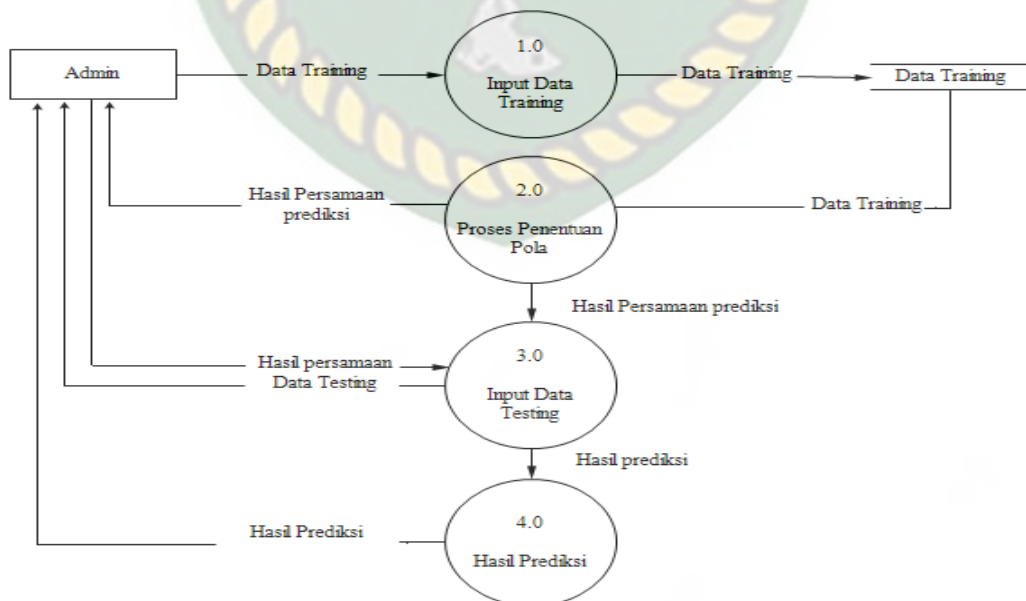 1.0
Admin
Data Training
Input Data
Training
Data Training
Data Training
2.0
Hasil Persamaan
prediksi
Proses Penentuan
Pola
Data Training
Hasil Persamaan prediksi
3.0
Hasil persamaan
Data Testing
Input Data
Testing
Hasil prediksi
4.0
Hasil Prediksi
Hasil Prediksi